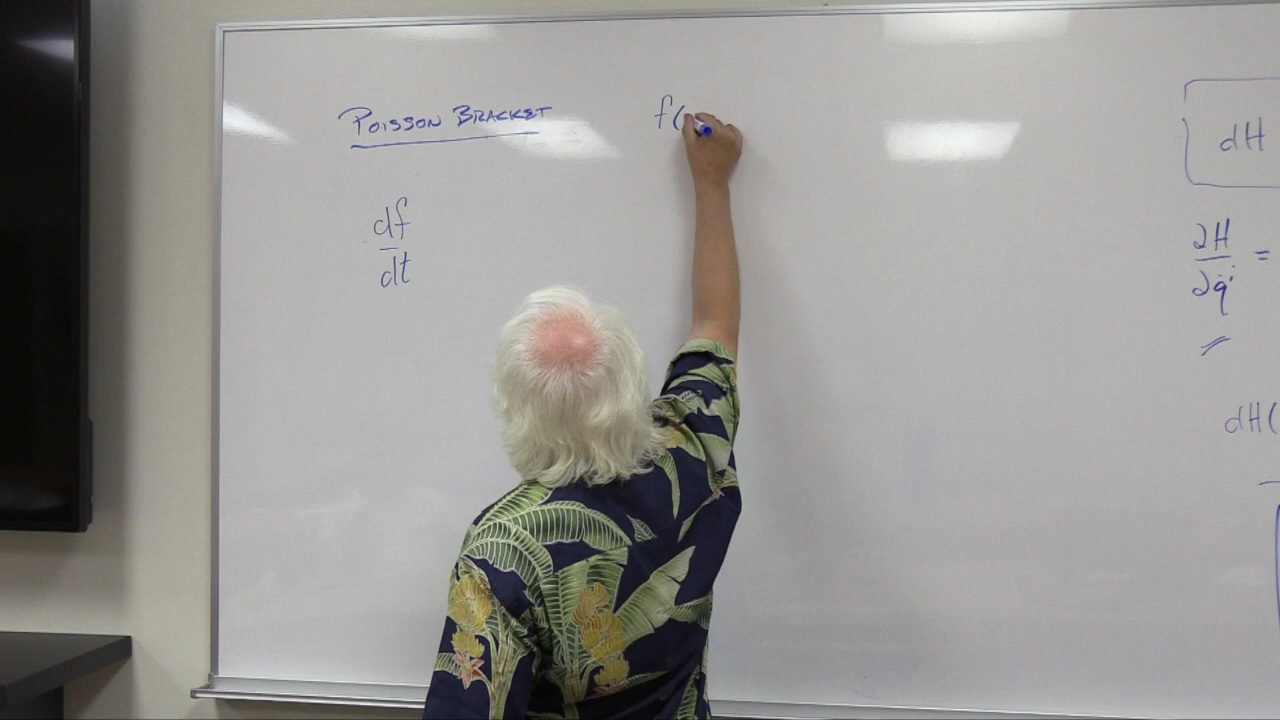 POISSON BRACKET
f(
df
dt
dH
∂H =
∂q̇
dH(